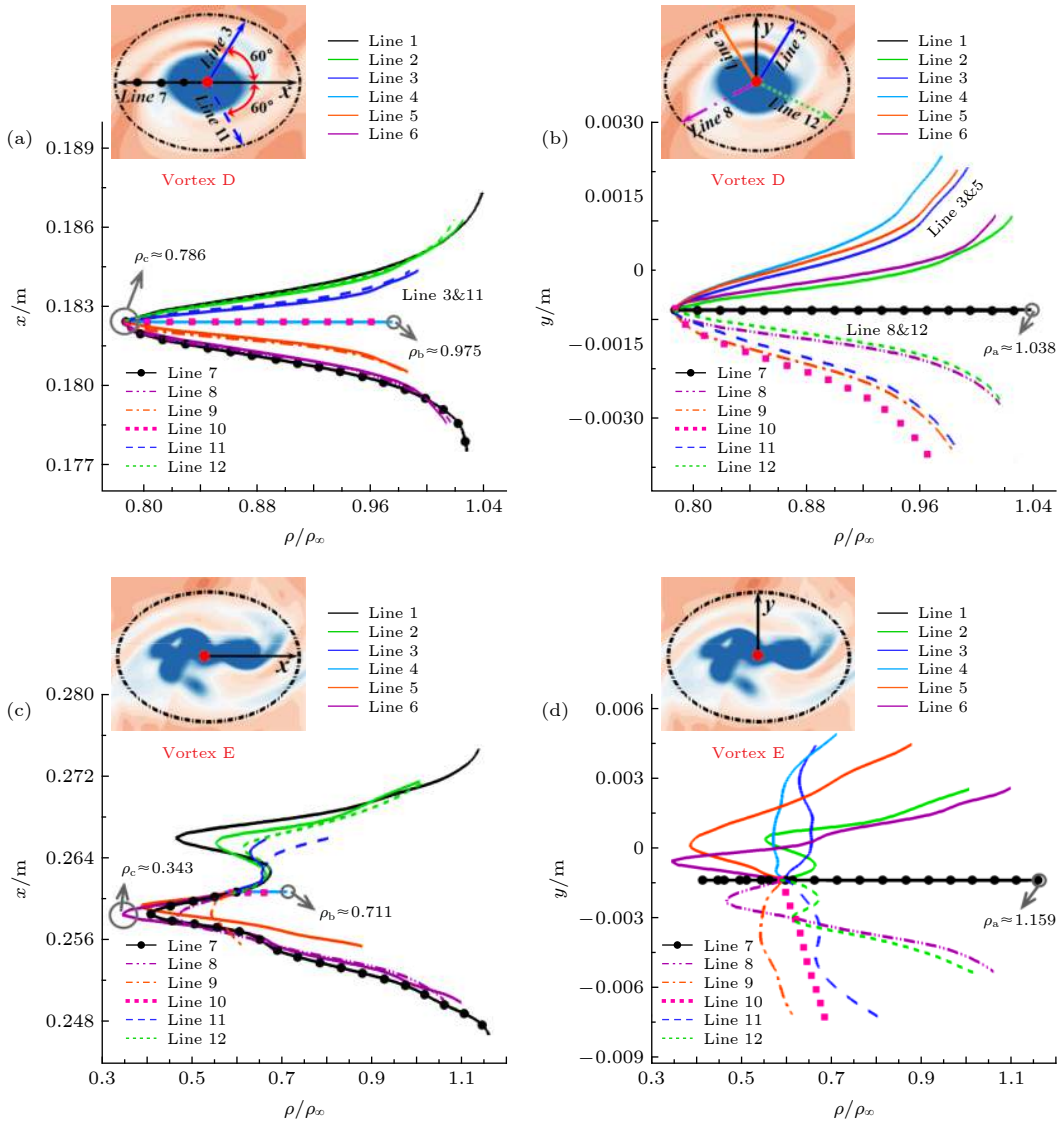 (a)
Line 3
60°
60°
x
Line 7
Line 11
Vortex D
Line 1
Line 2
Line 3
Line 4
Line 5
Line 6
0.189
0.186
0.183
0.180
0.177
x/m
ρc≈0.786
Line 3&11
ρb≈0.975
Line 7
Line 8
Line 9
Line 10
Line 11
Line 12
0.80 0.88 0.96 1.04
ρ/ρ∞
(b)
y
Line 5
Line 3
Line 8
Line 12
Vortex D
Line 1
Line 2
Line 3
Line 4
Line 5
Line 6
0.0030
0.0015
0
−0.0015
−0.0030
y/m
Line 3&5
Line 8&12
ρa≈1.038
Line 7
Line 8
Line 9
Line 10
Line 11
Line 12
0.80 0.88 0.96 1.04
ρ/ρ∞
(c)
x
Vortex E
Line 1
Line 2
Line 3
Line 4
Line 5
Line 6
0.280
0.272
0.264
0.256
0.248
x/m
ρc≈0.343
ρb≈0.711
Line 7
Line 8
Line 9
Line 10
Line 11
Line 12
0.3 0.5 0.7 0.9 1.1
ρ/ρ∞
(d)
y
Vortex E
Line 1
Line 2
Line 3
Line 4
Line 5
Line 6
0.006
0.003
0
−0.003
−0.006
−0.009
y/m
ρa≈1.159
Line 7
Line 8
Line 9
Line 10
Line 11
Line 12
0.3 0.5 0.7 0.9 1.1
ρ/ρ∞